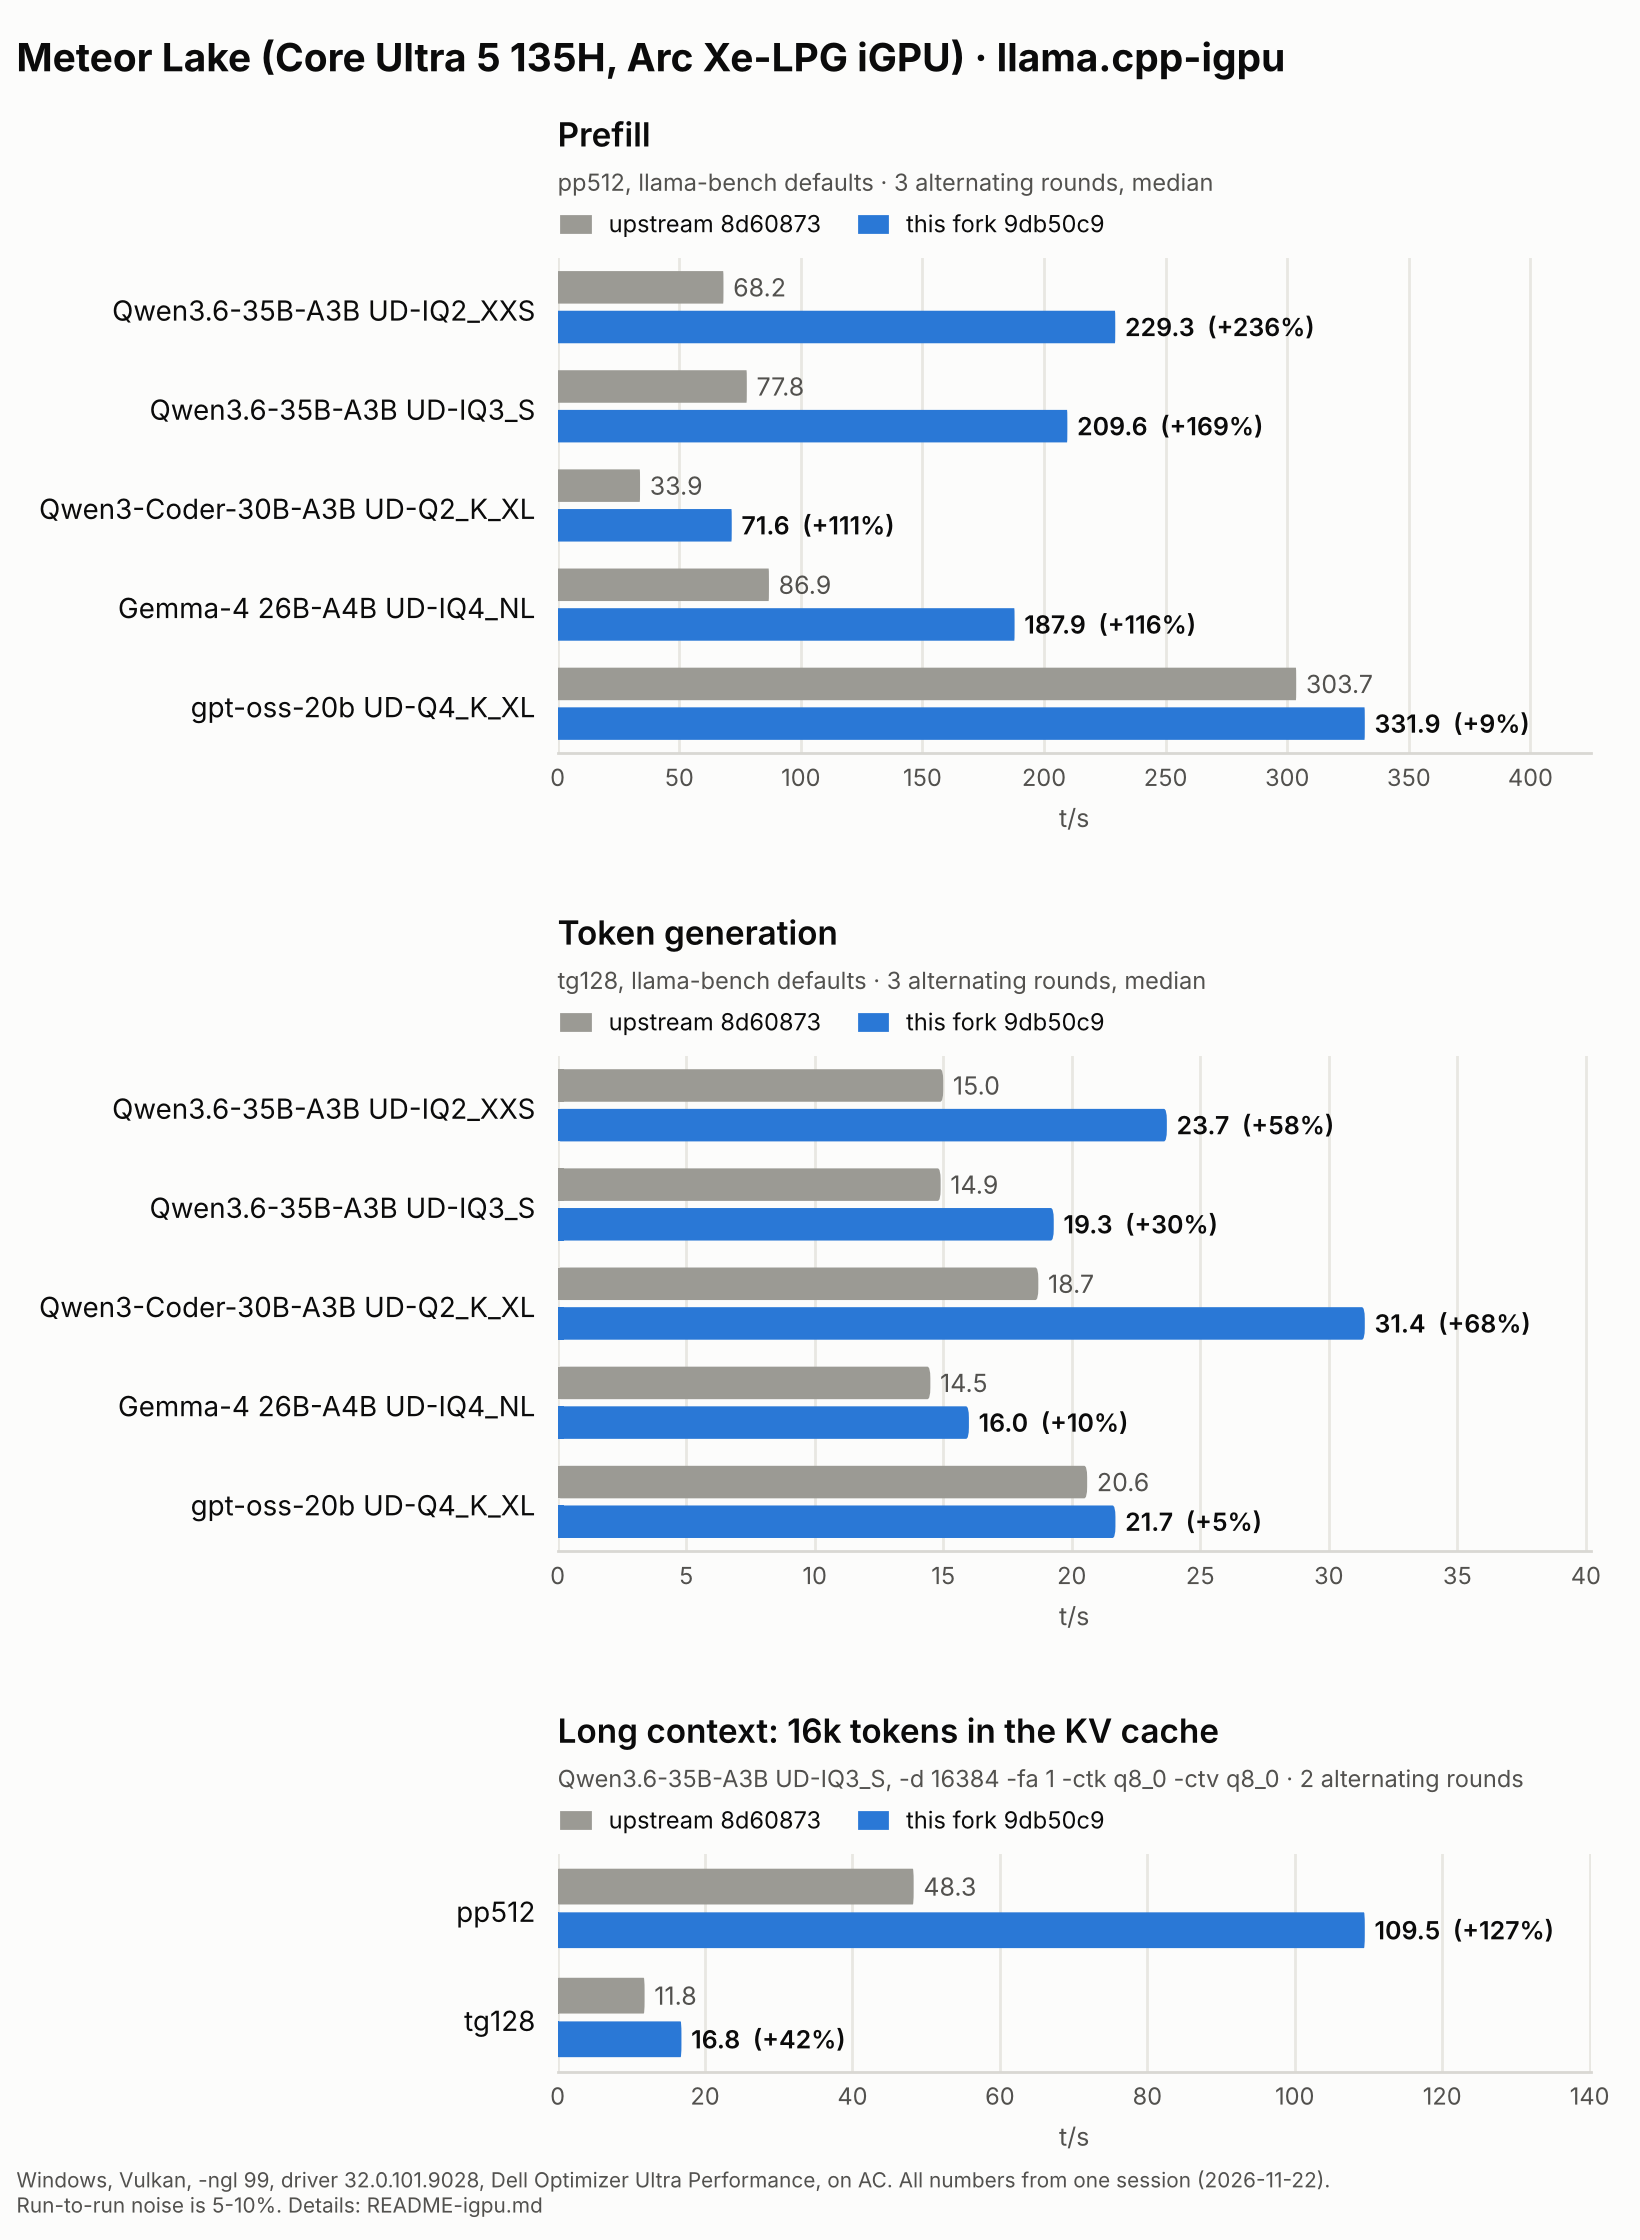 Meteor Lake (Core Ultra 5 135H, Arc Xe-LPG iGPU) · llama.cpp-igpu
Prefill
pp512, llama-bench defaults · 3 alternating rounds, median
upstream 8d60873 this fork 9db50c9
Qwen3.6-35B-A3B UD-IQ2_XXS
68.2
229.3 (+236%)
Qwen3.6-35B-A3B UD-IQ3_S
77.8
209.6 (+169%)
Qwen3-Coder-30B-A3B UD-Q2_K_XL
33.9
71.6 (+111%)
Gemma-4 26B-A4B UD-IQ4_NL
86.9
187.9 (+116%)
gpt-oss-20b UD-Q4_K_XL
303.7
331.9 (+9%)
0 50 100 150 200 250 300 350 400
t/s
Token generation
tg128, llama-bench defaults · 3 alternating rounds, median
upstream 8d60873 this fork 9db50c9
Qwen3.6-35B-A3B UD-IQ2_XXS
15.0
23.7 (+58%)
Qwen3.6-35B-A3B UD-IQ3_S
14.9
19.3 (+30%)
Qwen3-Coder-30B-A3B UD-Q2_K_XL
18.7
31.4 (+68%)
Gemma-4 26B-A4B UD-IQ4_NL
14.5
16.0 (+10%)
gpt-oss-20b UD-Q4_K_XL
20.6
21.7 (+5%)
0 5 10 15 20 25 30 35 40
t/s
Long context: 16k tokens in the KV cache
Qwen3.6-35B-A3B UD-IQ3_S, -d 16384 -fa 1 -ctk q8_0 -ctv q8_0 · 2 alternating rounds
upstream 8d60873 this fork 9db50c9
pp512
48.3
109.5 (+127%)
tg128
11.8
16.8 (+42%)
0 20 40 60 80 100 120 140
t/s
Windows, Vulkan, -ngl 99, driver 32.0.101.9028, Dell Optimizer Ultra Performance, on AC. All numbers from one session (2026-11-22).
Run-to-run noise is 5-10%. Details: README-igpu.md